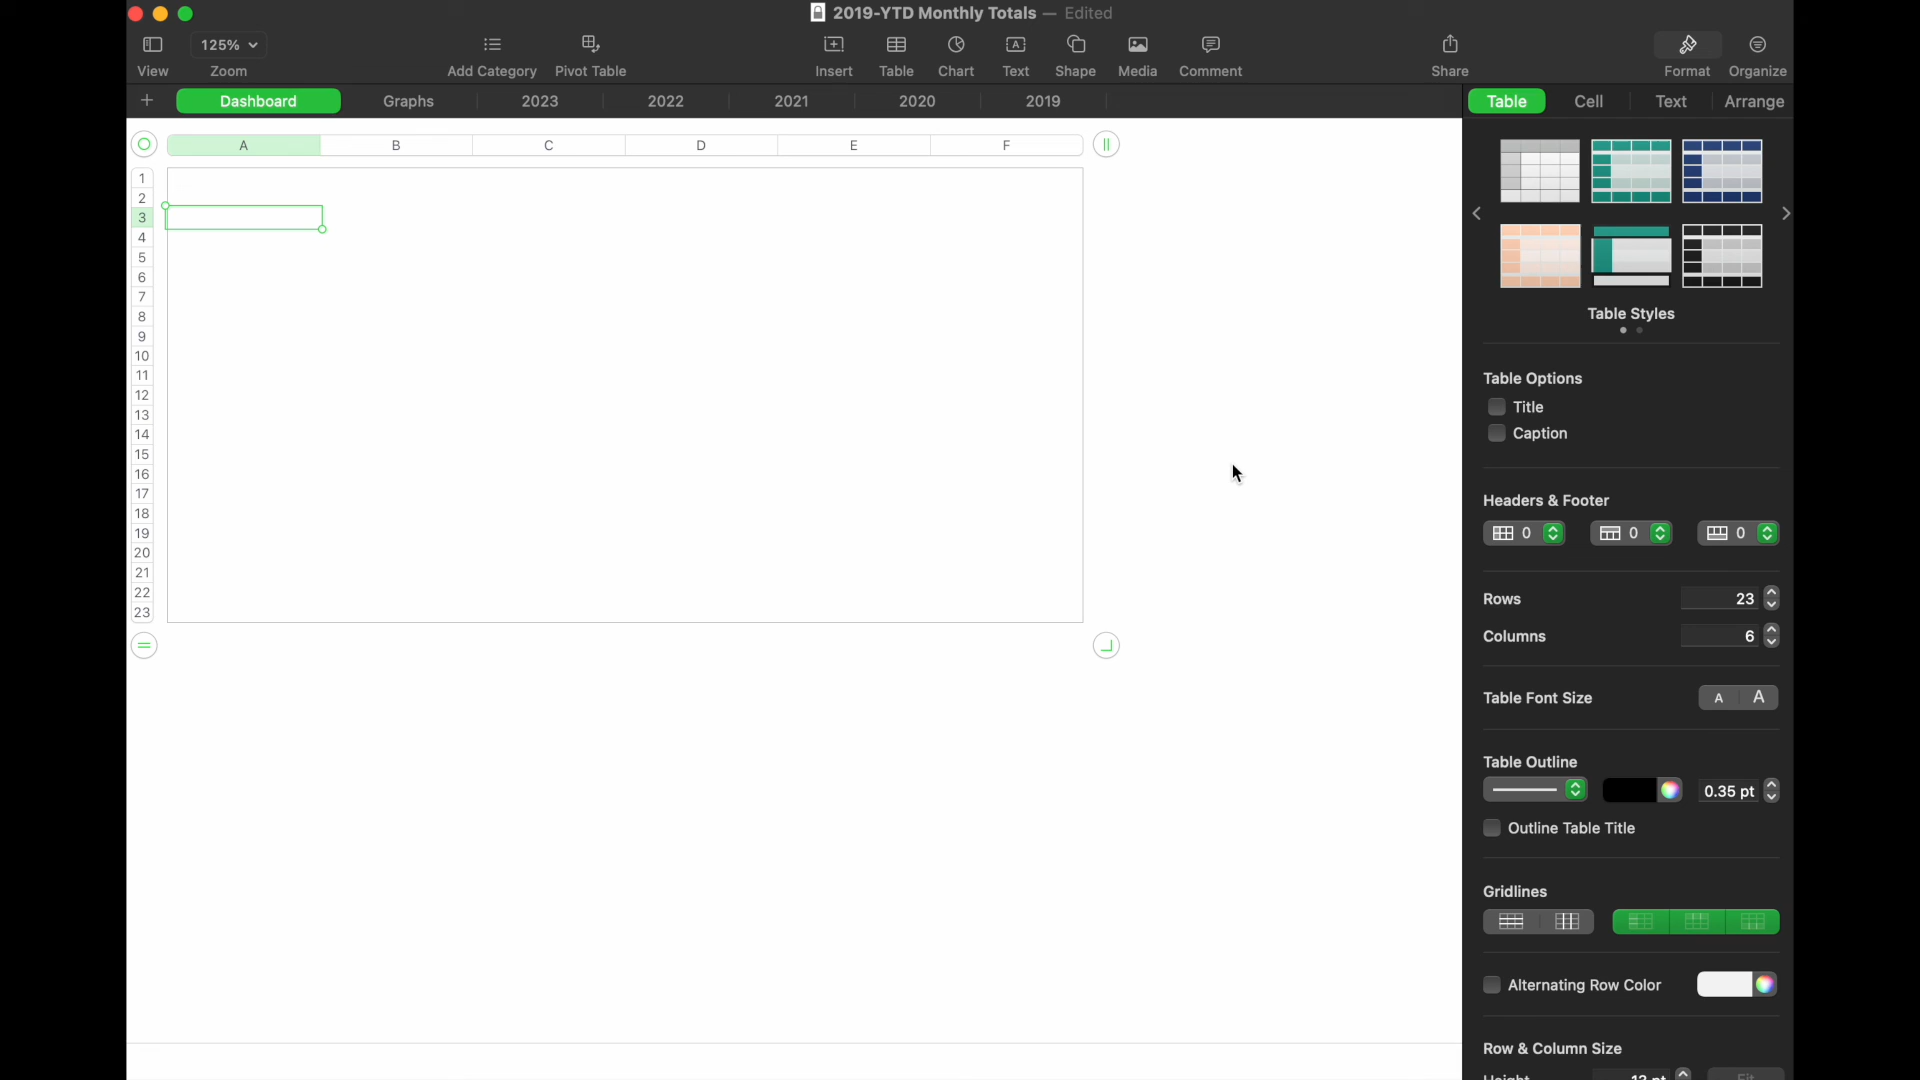 2019-YTD Monthly Totals — Edited
125%
View Zoom Add Category Pivot Table Insert Table Chart Text Shape Media Comment Share Format Organize
+ Dashboard Graphs 2023 2022 2021 2020 2019
Table Cell Text Arrange
A B C D E F
1
2
3
4
5
6
7
8
9
10
11
12
13
14
15
16
17
18
19
20
21
22
23
Table Styles
Table Options
Title
Caption
Headers & Footer
0 0 0
Rows 23
Columns 6
Table Font Size A A
Table Outline
0.35 pt
Outline Table Title
Gridlines
Alternating Row Color
Row & Column Size
Height 13 pt Fit